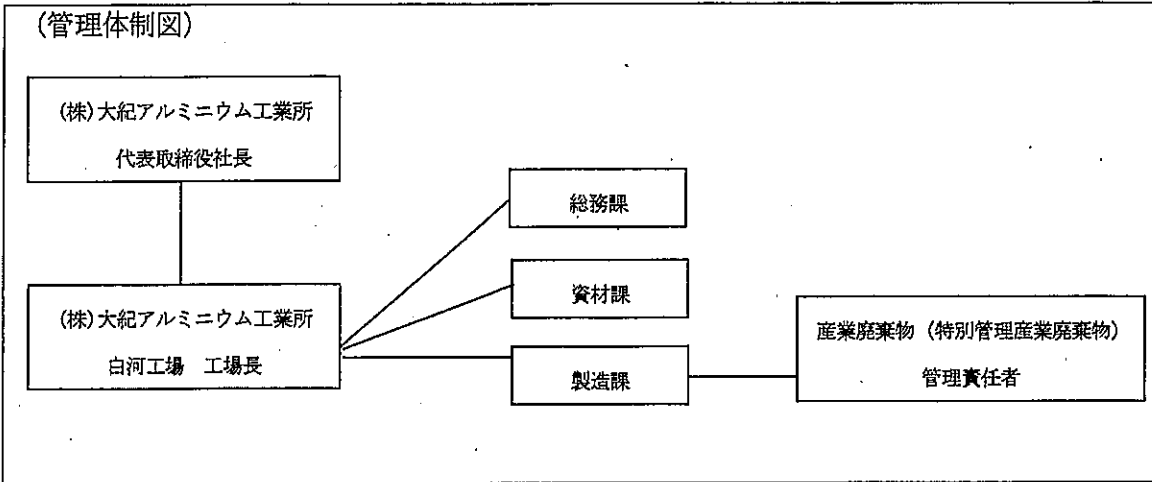 (管理体制図)
(株)大紀アルミニウム工業所
代表取締役社長
総務課
資材課
(株)大紀アルミニウム工業所
白河工場　工場長
製造課
産業廃棄物（特別管理産業廃棄物）
管理責任者